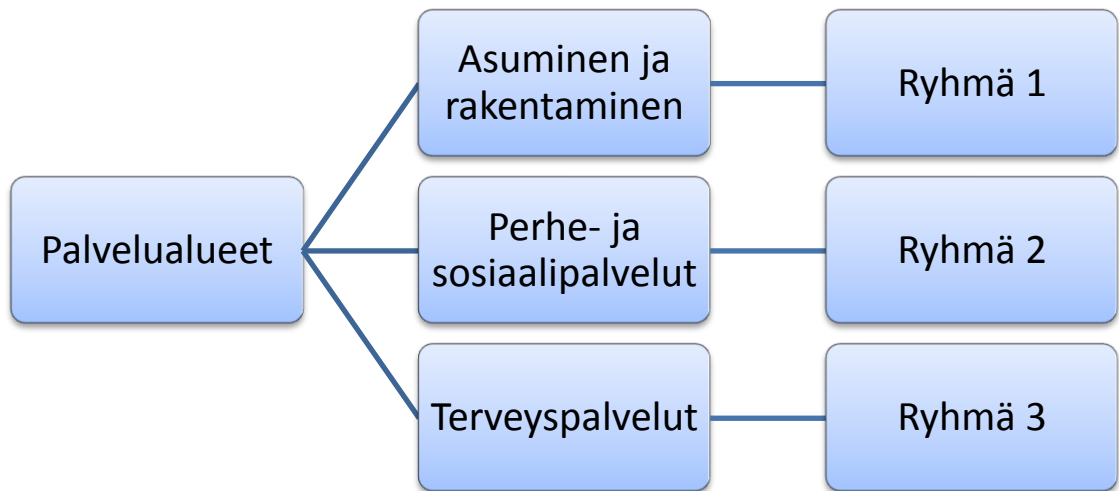 Asuminen ja
rakentaminen
Ryhmä 1
Palvelualueet
Perhe- ja
sosiaalipalvelut
Ryhmä 2
Terveyspalvelut
Ryhmä 3